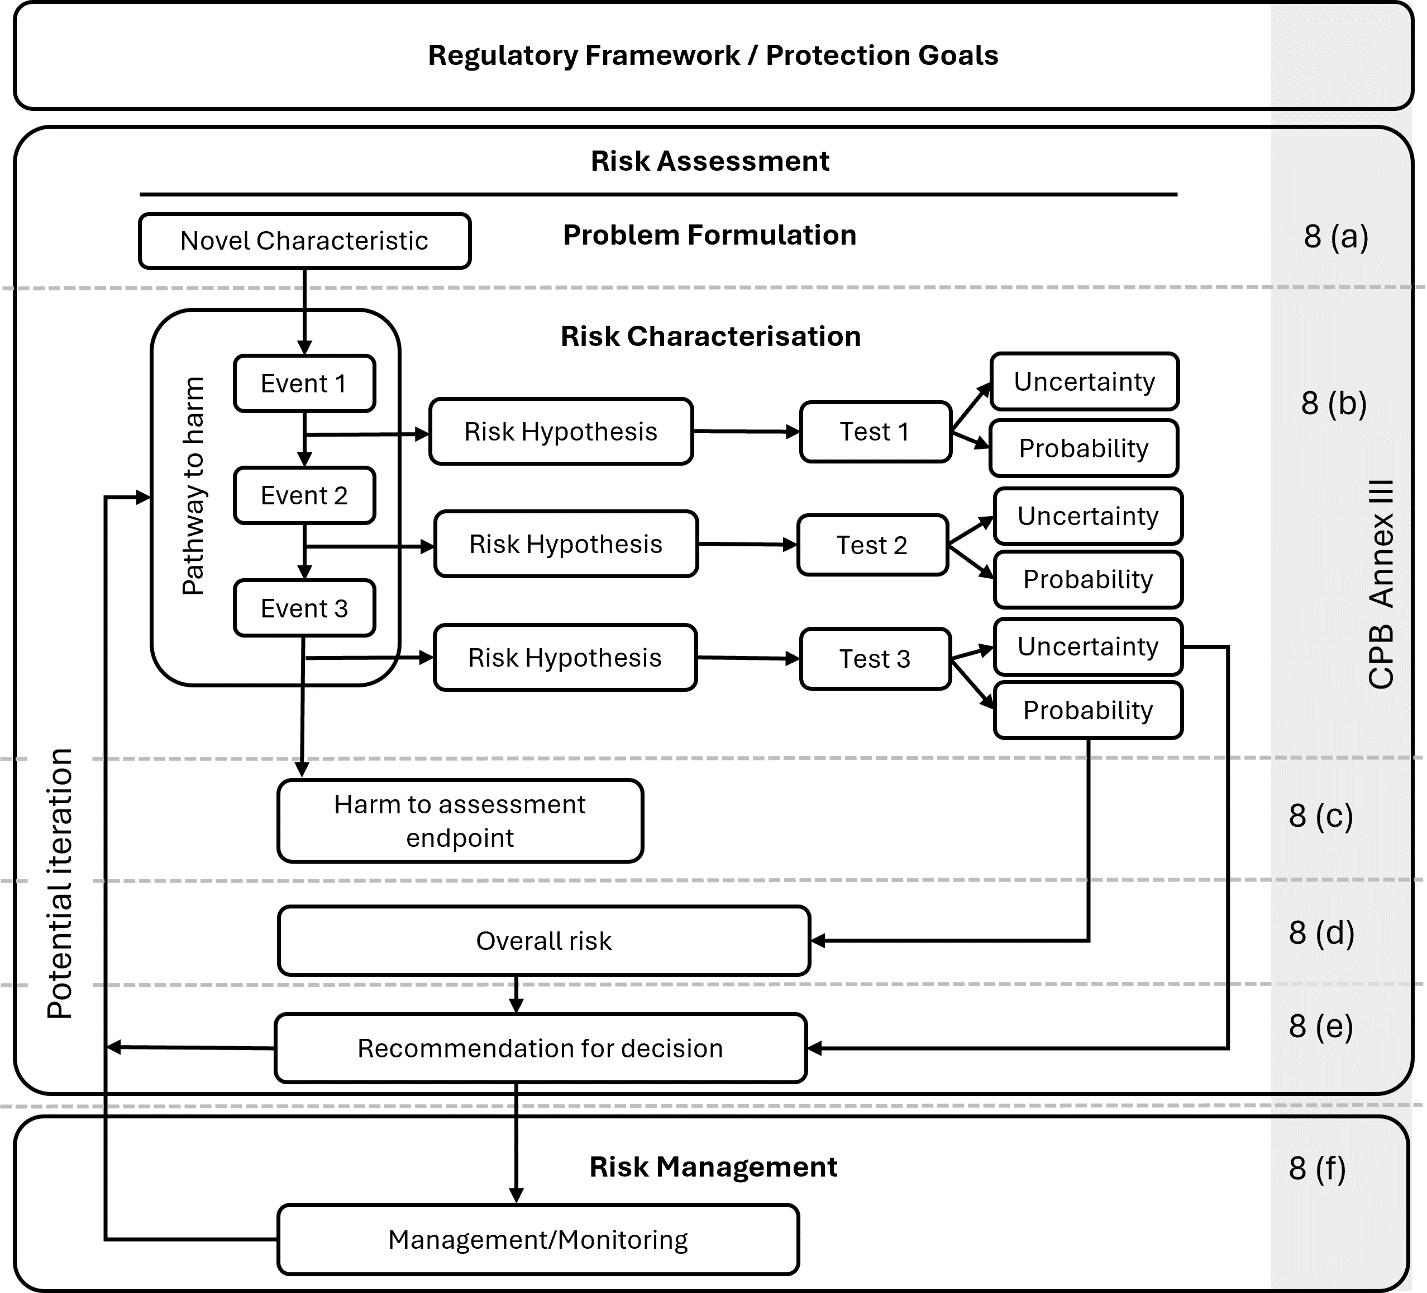 Regulatory Framework / Protection Goals
Risk Assessment
Novel Characteristic
Problem Formulation
8 (a)
Risk Characterisation
Pathway to harm
Event 1
Risk Hypothesis
Test 1
Uncertainty
Probability
8 (b)
Event 2
Risk Hypothesis
Test 2
Uncertainty
Probability
Event 3
Risk Hypothesis
Test 3
Uncertainty
Probability
CPB Annex III
Potential iteration
Harm to assessment
endpoint
8 (c)
Overall risk
8 (d)
Recommendation for decision
8 (e)
Risk Management
8 (f)
Management/Monitoring